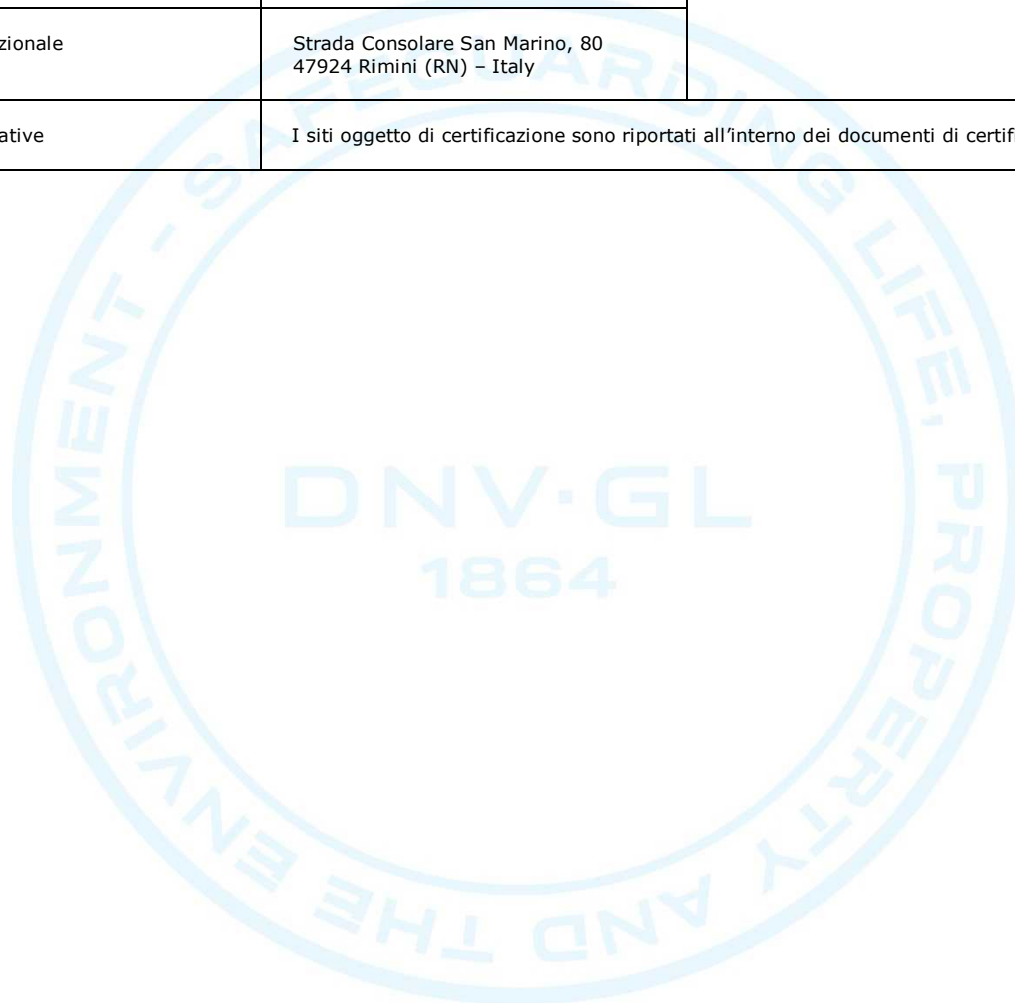 zionale
Strada Consolare San Marino, 80
47924 Rimini (RN) – Italy
ative
I siti oggetto di certificazione sono riportati all’interno dei documenti di certif
SAFEGUARDING LIFE, PROPERTY AND THE ENVIRONMENT -
DNV·GL
1864